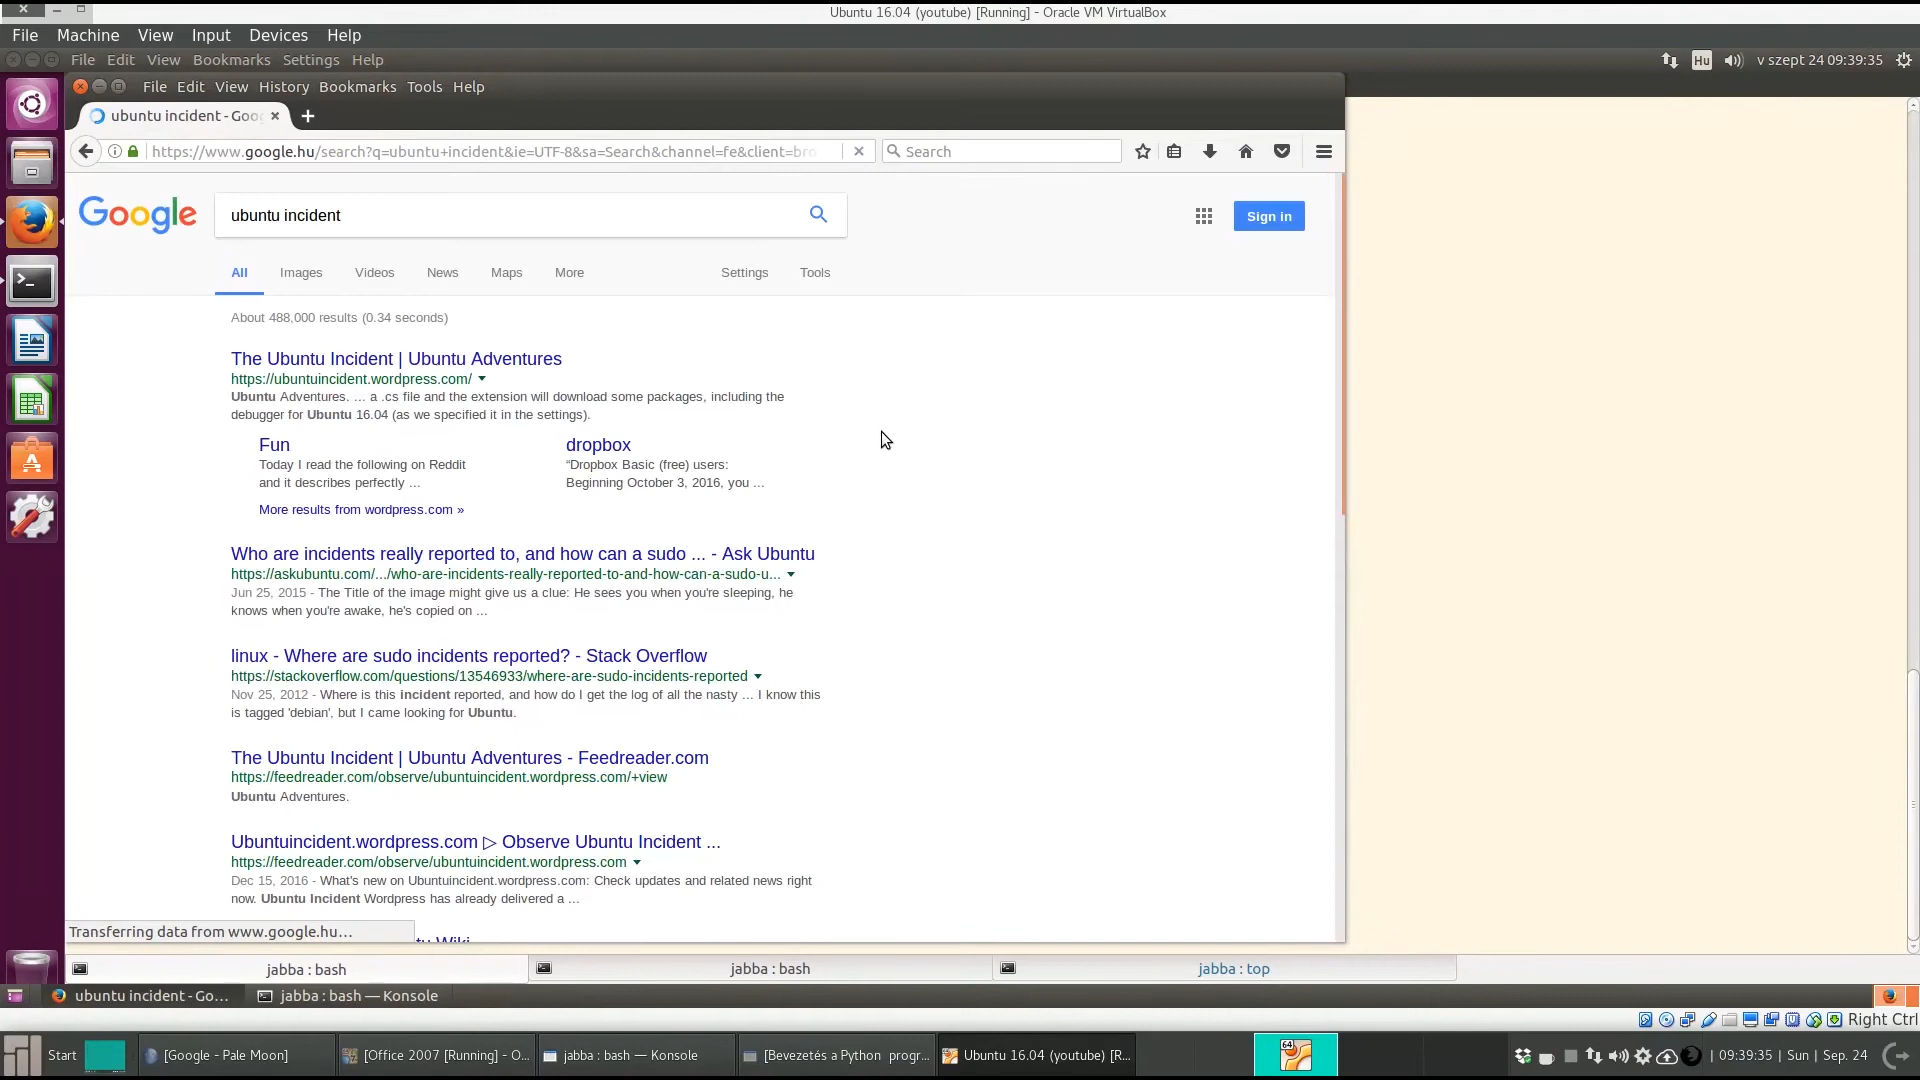 Ubuntu 16.04 (youtube) [Running] - Oracle VM VirtualBox
File Machine View Input Devices Help
File Edit View Bookmarks Settings Help
Hu v szept 24 09:39:35
File Edit View History Bookmarks Tools Help
ubuntu incident - Goo
https://www.google.hu/search?q=ubuntu+incident&ie=UTF-8&sa=Search&channel=fe&client=bro
Search
Google
ubuntu incident
Sign in
All Images Videos News Maps More Settings Tools
About 488,000 results (0.34 seconds)
The Ubuntu Incident | Ubuntu Adventures
https://ubuntuincident.wordpress.com/
Ubuntu Adventures. ... a .cs file and the extension will download some packages, including the
debugger for Ubuntu 16.04 (as we specified it in the settings).
Fun
Today I read the following on Reddit
and it describes perfectly ...
dropbox
“Dropbox Basic (free) users:
Beginning October 3, 2016, you ...
More results from wordpress.com »
Who are incidents really reported to, and how can a sudo ... - Ask Ubuntu
https://askubuntu.com/.../who-are-incidents-really-reported-to-and-how-can-a-sudo-u...
Jun 25, 2015 - The Title of the image might give us a clue: He sees you when you're sleeping, he
knows when you're awake, he's copied on ...
linux - Where are sudo incidents reported? - Stack Overflow
https://stackoverflow.com/questions/13546933/where-are-sudo-incidents-reported
Nov 25, 2012 - Where is this incident reported, and how do I get the log of all the nasty ... I know this
is tagged 'debian', but I came looking for Ubuntu.
The Ubuntu Incident | Ubuntu Adventures - Feedreader.com
https://feedreader.com/observe/ubuntuincident.wordpress.com/+view
Ubuntu Adventures.
Ubuntuincident.wordpress.com ▷ Observe Ubuntu Incident ...
https://feedreader.com/observe/ubuntuincident.wordpress.com
Dec 15, 2016 - What's new on Ubuntuincident.wordpress.com: Check updates and related news right
now. Ubuntu Incident Wordpress has already delivered a ...
Transferring data from www.google.hu…
tu Wiki
jabba : bash
jabba : bash
jabba : top
ubuntu incident - Go...
jabba : bash — Konsole
Right Ctrl
Start
[Google - Pale Moon]
[Office 2007 [Running] - O...
jabba : bash — Konsole
[Bevezetés a Python progr...
Ubuntu 16.04 (youtube) [R...
64
| 09:39:35 | Sun | Sep. 24